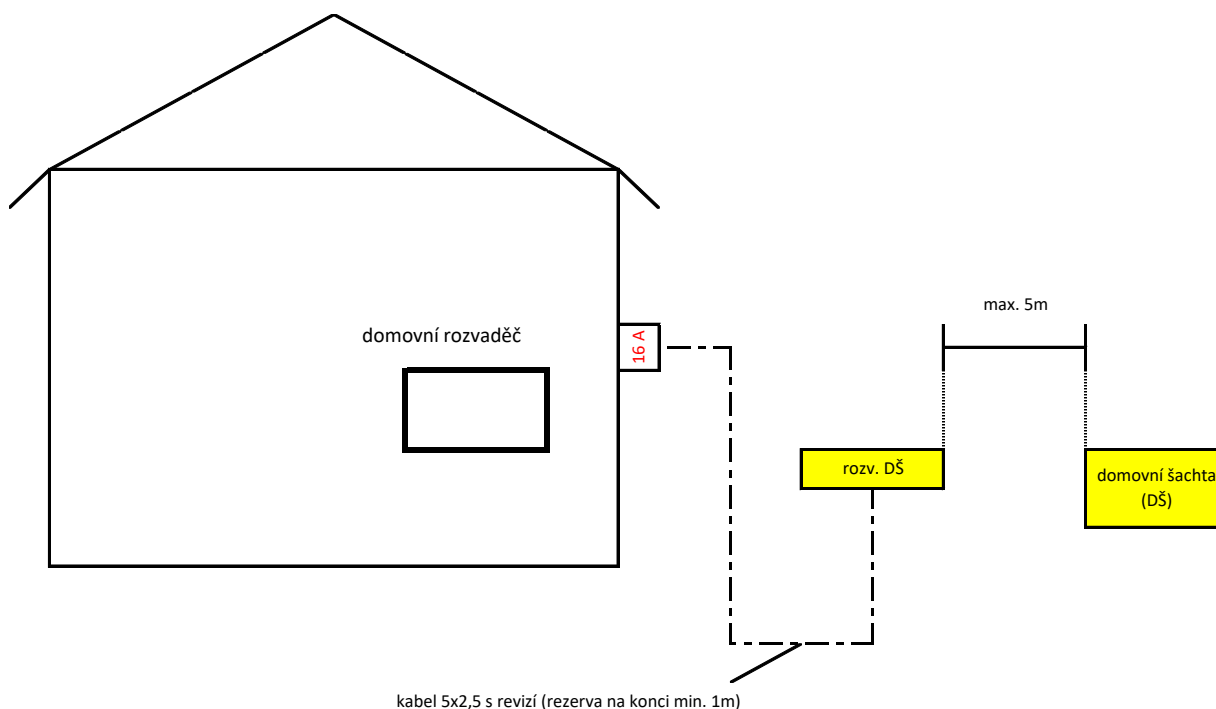 max. 5m
domovní rozvaděč
16 A
rozv. DŠ
domovní šachta
(DŠ)
kabel 5x2,5 s revizí (rezerva na konci min. 1m)